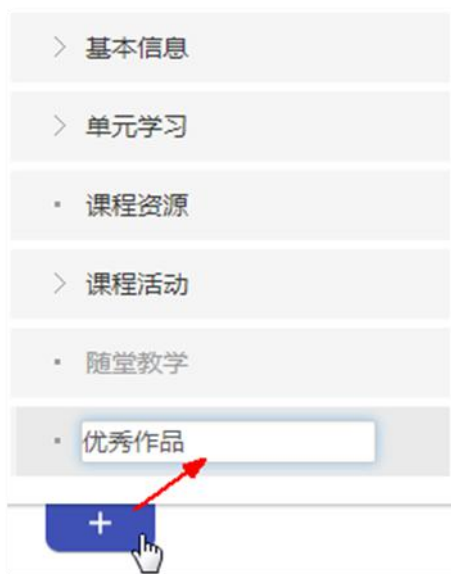 基本信息
单元学习
课程资源
课程活动
随堂教学
优秀作品
+